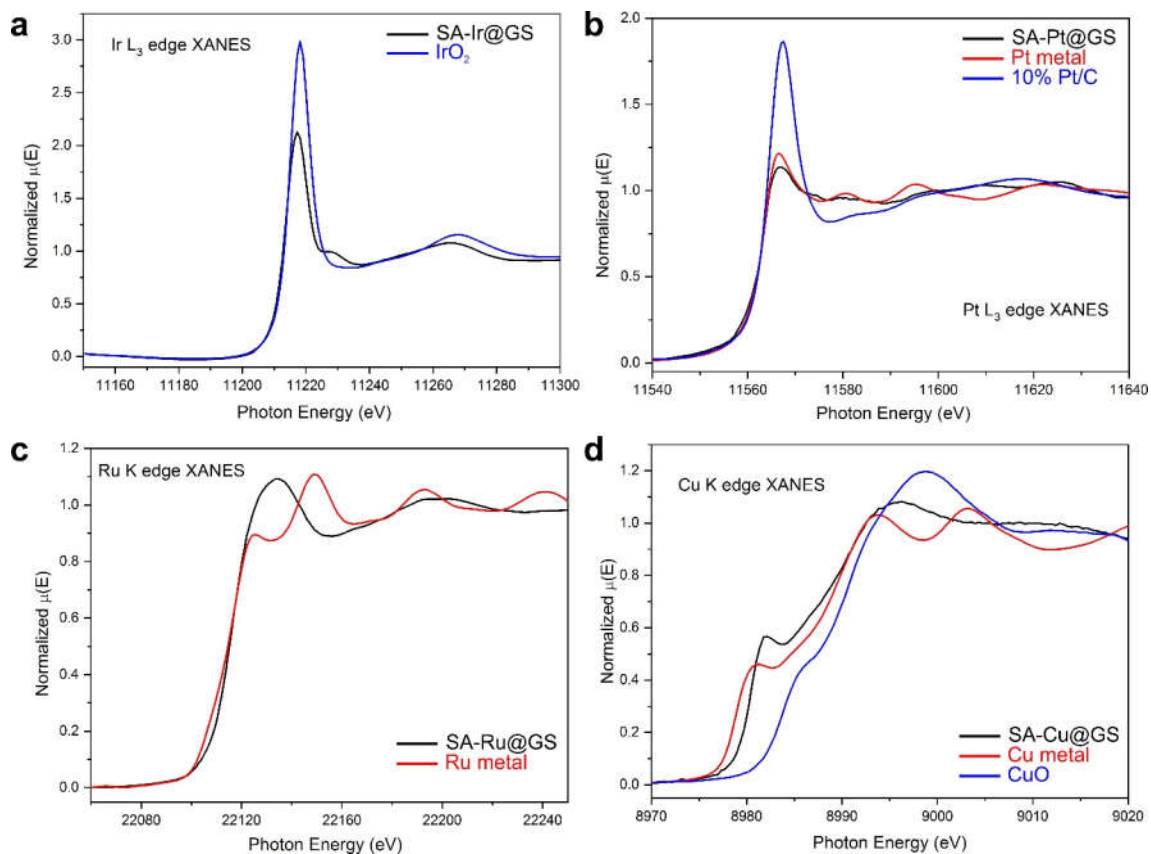 a
Ir L₃ edge XANES
SA-Ir@GS
IrO₂
3.0
2.5
2.0
1.5
1.0
0.5
0.0
Normalized μ(E)
11160 11180 11200 11220 11240 11260 11280 11300
Photon Energy (eV)
b
SA-Pt@GS
Pt metal
10% Pt/C
2.0
1.5
1.0
0.5
0.0
Normalized μ(E)
Pt L₃ edge XANES
11540 11560 11580 11600 11620 11640
Photon Energy (eV)
c
Ru K edge XANES
1.2
1.0
0.8
0.6
0.4
0.2
0.0
Normalized μ(E)
SA-Ru@GS
Ru metal
22080 22120 22160 22200 22240
Photon Energy (eV)
d
Cu K edge XANES
1.2
1.0
0.8
0.6
0.4
0.2
0.0
Normalized μ(E)
SA-Cu@GS
Cu metal
CuO
8970 8980 8990 9000 9010 9020
Photon Energy (eV)